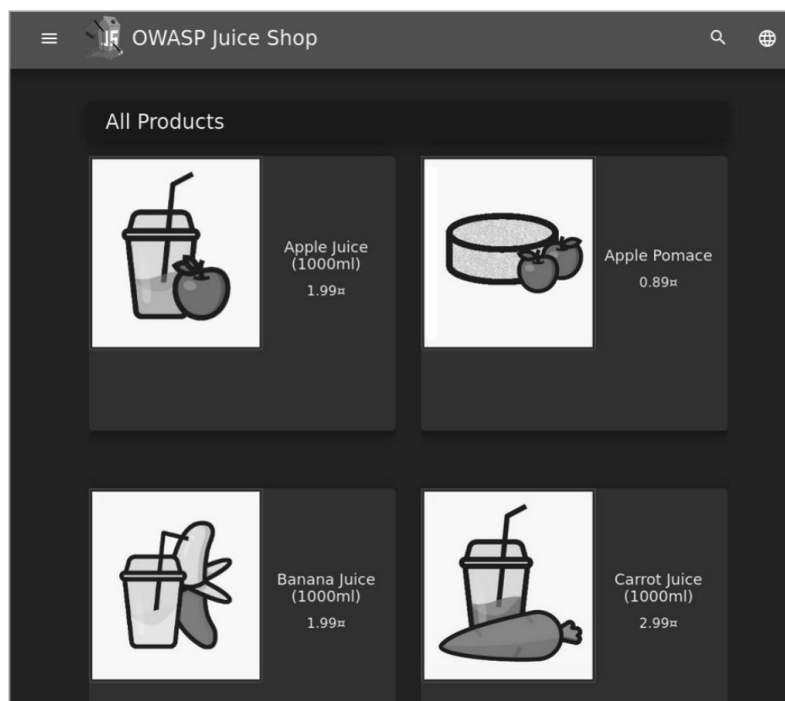 OWASP Juice Shop
All Products
Apple Juice
(1000ml)
1.99¤
Apple Pomace
0.89¤
Banana Juice
(1000ml)
1.99¤
Carrot Juice
(1000ml)
2.99¤